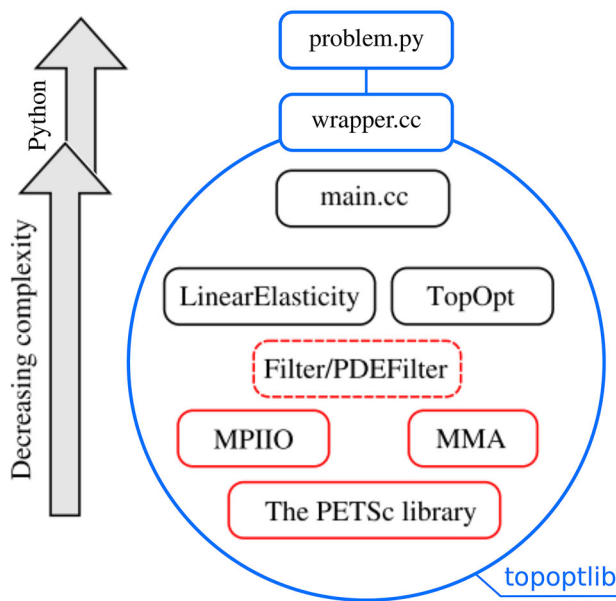 problem.py
Python
wrapper.cc
main.cc
Decreasing complexity
LinearElasticity
TopOpt
Filter/PDEFilter
MPIIO
MMA
The PETSc library
topoptlib